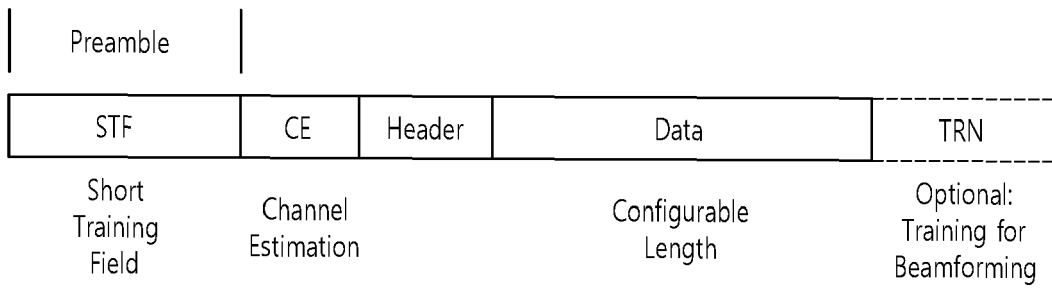 Preamble
STF CE Header Data TRN
Short
Training
Field
Channel
Estimation
Configurable
Length
Optional:
Training for
Beamforming